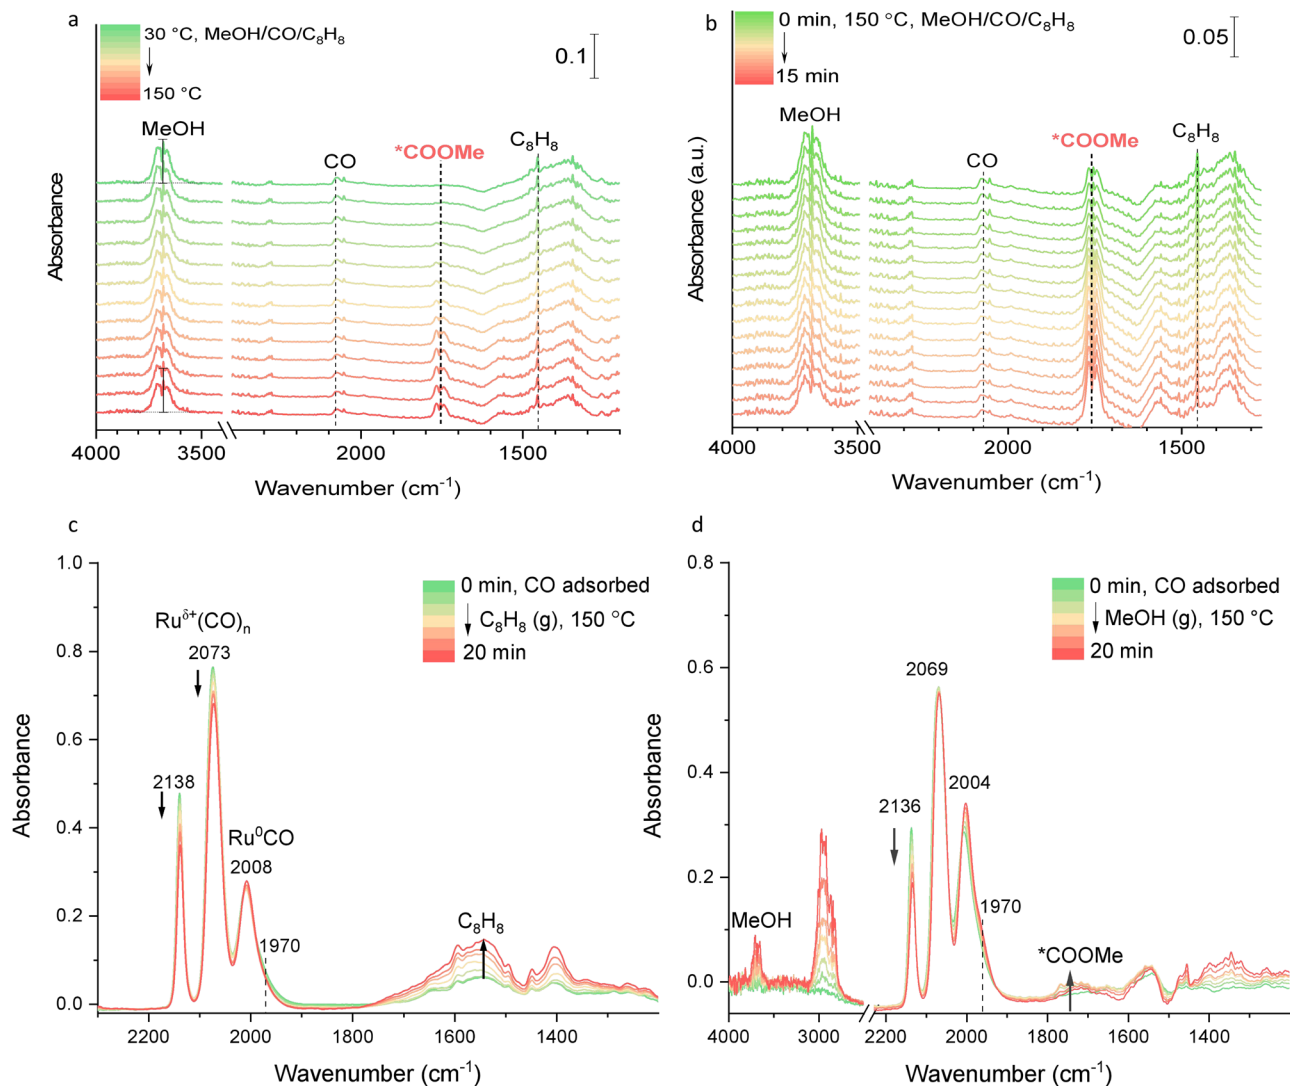 a
30 °C, MeOH/CO/C₈H₈
150 °C
0.1
MeOH
CO
*COOMe
C₈H₈
Absorbance
4000 3500 2000 1500
Wavenumber (cm⁻¹)
b
0 min, 150 °C, MeOH/CO/C₈H₈
15 min
0.05
MeOH
CO
*COOMe
C₈H₈
Absorbance (a.u.)
4000 3500 2000 1500
Wavenumber (cm⁻¹)
c
1.0
0.8
0.6
0.4
0.2
0.0
Absorbance
0 min, CO adsorbed
C₈H₈ (g), 150 °C
20 min
Ruᵟ⁺(CO)ₙ
2073
2138
Ru⁰CO
2008
1970
C₈H₈
2200 2000 1800 1600 1400
Wavenumber (cm⁻¹)
d
0.8
0.6
0.4
0.2
0.0
Absorbance
0 min, CO adsorbed
MeOH (g), 150 °C
20 min
2069
2136
2004
1970
MeOH
*COOMe
4000 3000 2200 2000 1800 1600 1400
Wavenumber (cm⁻¹)